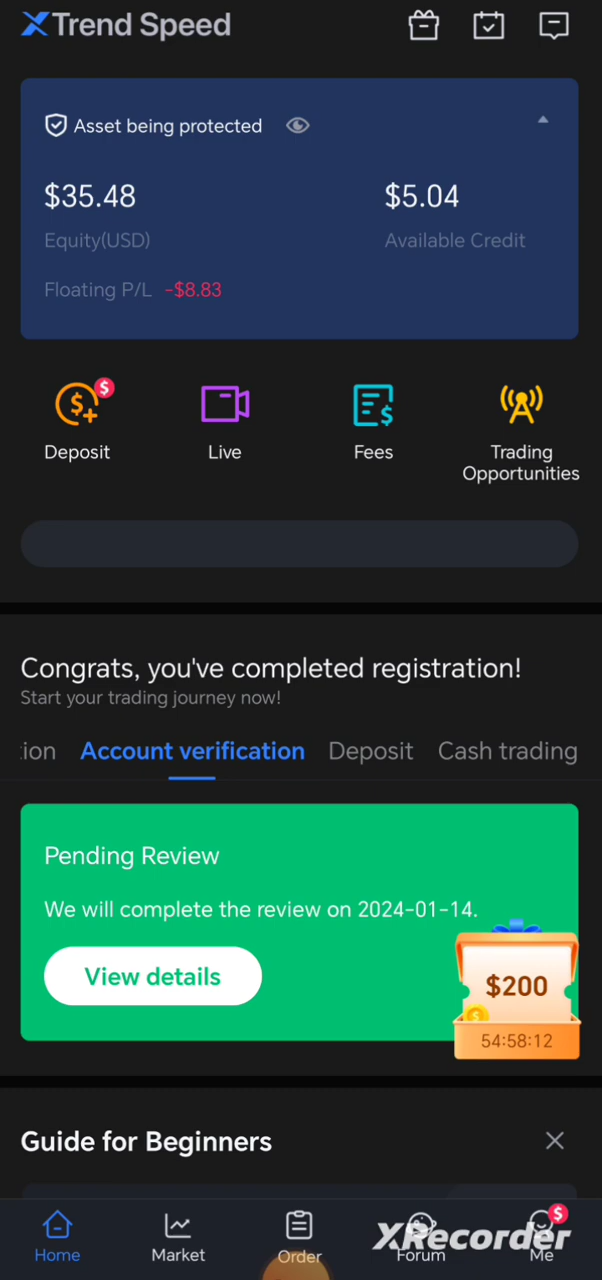 Trend Speed
Asset being protected
$35.48
$5.04
Equity(USD)
Available Credit
Floating P/L -$8.83
$
Deposit
Live
Fees
Trading
Opportunities
Congrats, you've completed registration!
Start your trading journey now!
:ion
Account verification
Deposit
Cash trading
Pending Review
We will complete the review on 2024-01-14.
View details
$200
54:58:12
Guide for Beginners
$
XRecorder
Home
Market
Order
Forum
Me